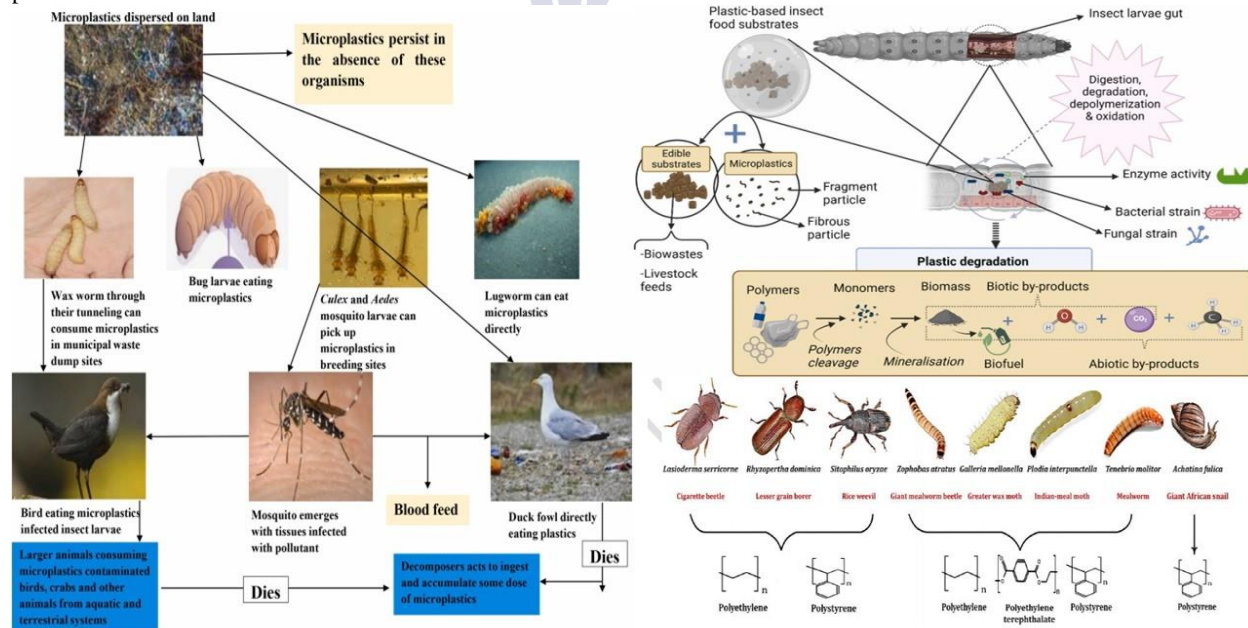 Microplastics dispersed on land
Microplastics persist in
the absence of these
organisms
Wax worm through
their tunneling can
consume microplastics
in municipal waste
dump sites
Bug larvae eating
microplastics
Culex and Aedes
mosquito larvae can
pick up
microplastics in
breeding sites
Lugworm can eat
microplastics
directly
Bird eating microplastics
infected insect larvae
Mosquito emerges
with tissues infected
with pollutant
Blood feed
Duck fowl directly
eating plastics
Dies
Larger animals consuming
microplastics contaminated
birds, crabs and other
animals from aquatic and
terrestrial systems
Dies
Decomposers acts to ingest
and accumulate some dose
of microplastics
Plastic-based insect
food substrates
Insect larvae gut
Digestion,
degradation,
depolymerization
& oxidation
+
Edible
substrates
Microplastics
Fragment
particle
Fibrous
particle
-Biowastes
-Livestock
feeds
Enzyme activity
Bacterial strain
Fungal strain
Plastic degradation
Polymers
Monomers
Biomass
Biotic by-products
+
O
H H
+
CO₂
+
H
C
H H
H
Polymers
cleavage
Mineralisation
Biofuel
Abiotic by-products
Lasioderma serricorne
Rhyzopertha dominica
Sitophilus oryzae
Zophobas atratus
Galleria mellonella
Plodia interpunctella
Tenebrio molitor
Achatina fulica
Cigarette beetle
Lesser grain borer
Rice weevil
Giant mealworm beetle
Greater wax moth
Indian-meal moth
Mealworm
Giant African snail
n
Polyethylene
n
Polystyrene
n
Polyethylene
O
O
O
O
n
Polyethylene
terephthalate
n
Polystyrene
n
Polystyrene